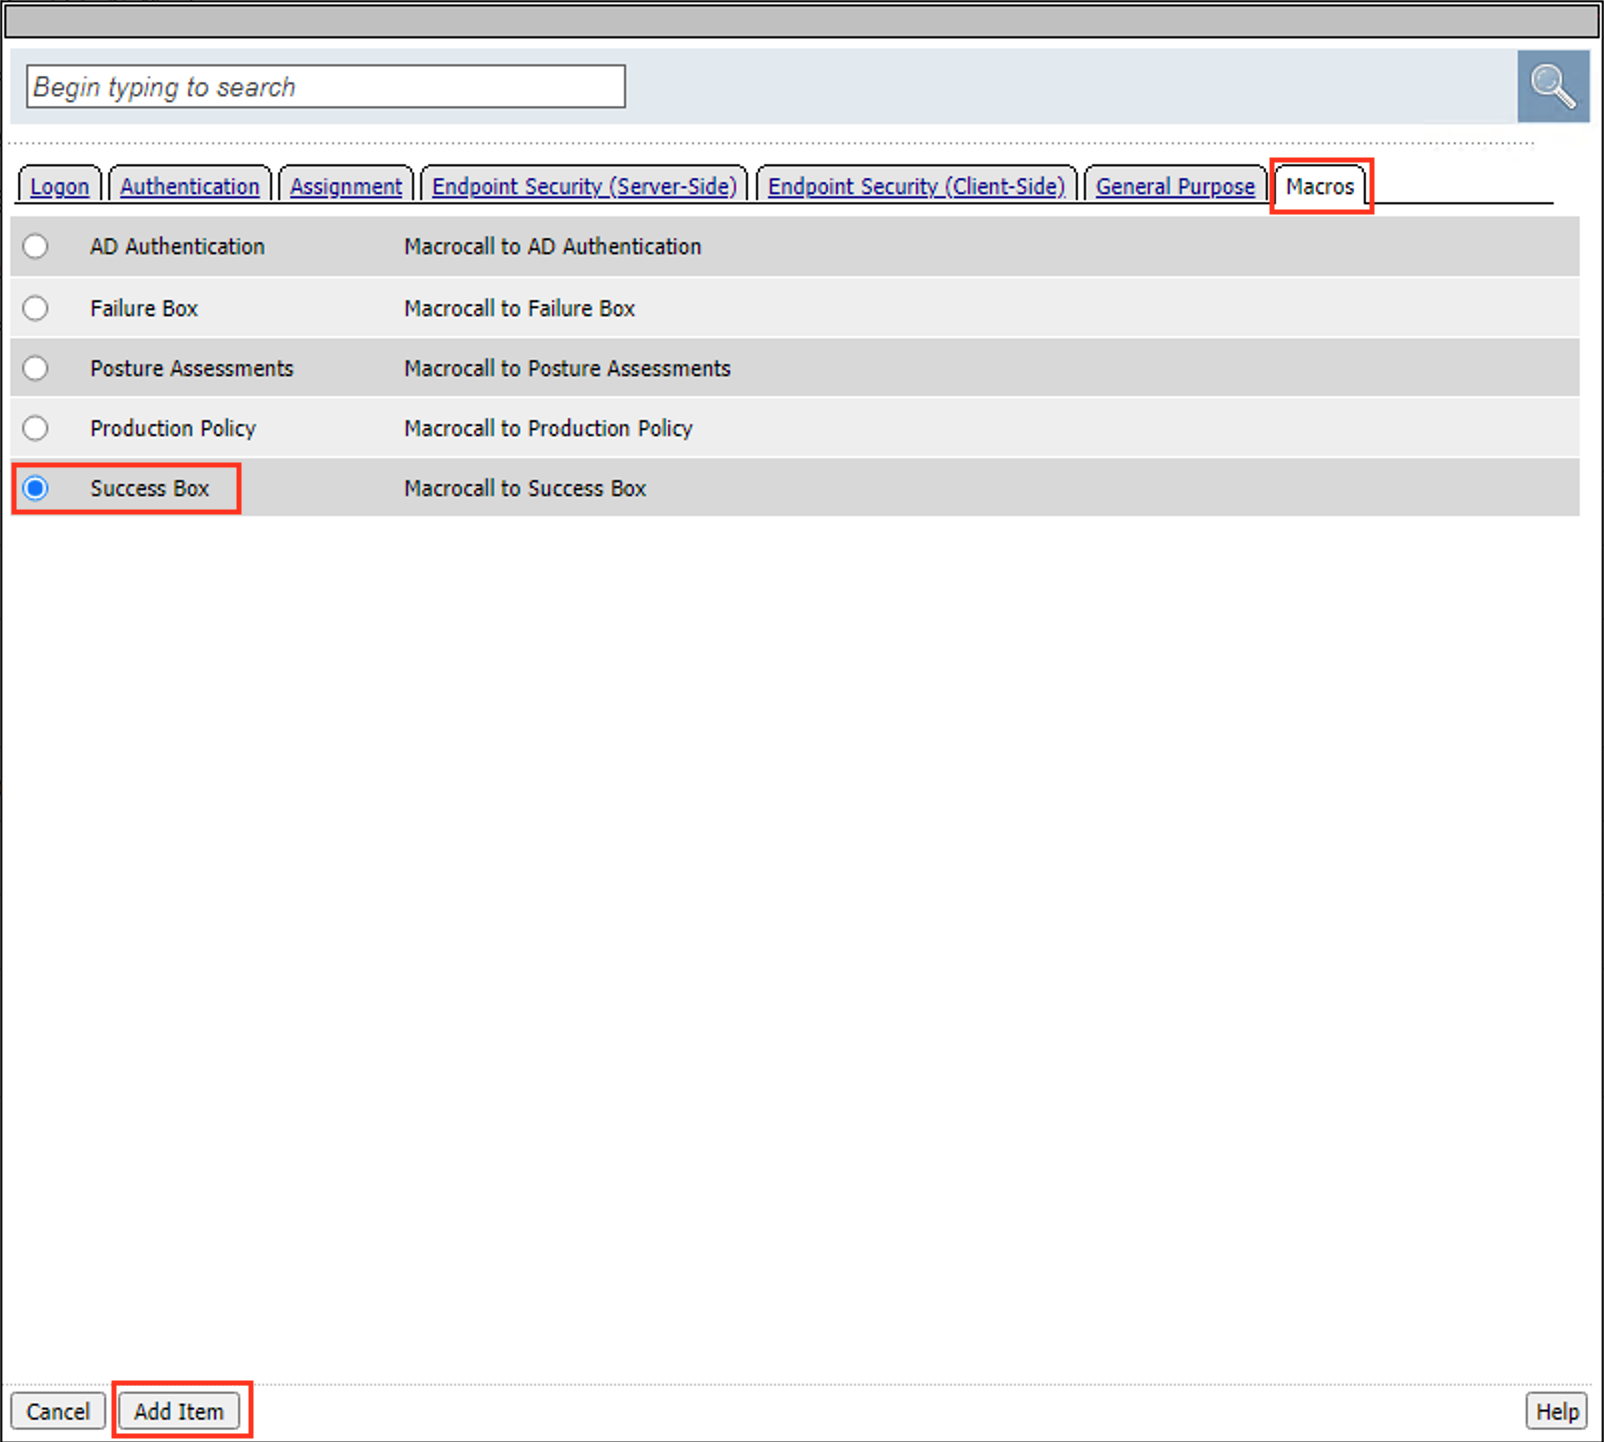 Begin typing to search
Logon Authentication Assignment Endpoint Security (Server-Side) Endpoint Security (Client-Side) General Purpose Macros
AD Authentication Macrocall to AD Authentication
Failure Box Macrocall to Failure Box
Posture Assessments Macrocall to Posture Assessments
Production Policy Macrocall to Production Policy
Success Box Macrocall to Success Box
Cancel Add Item Help